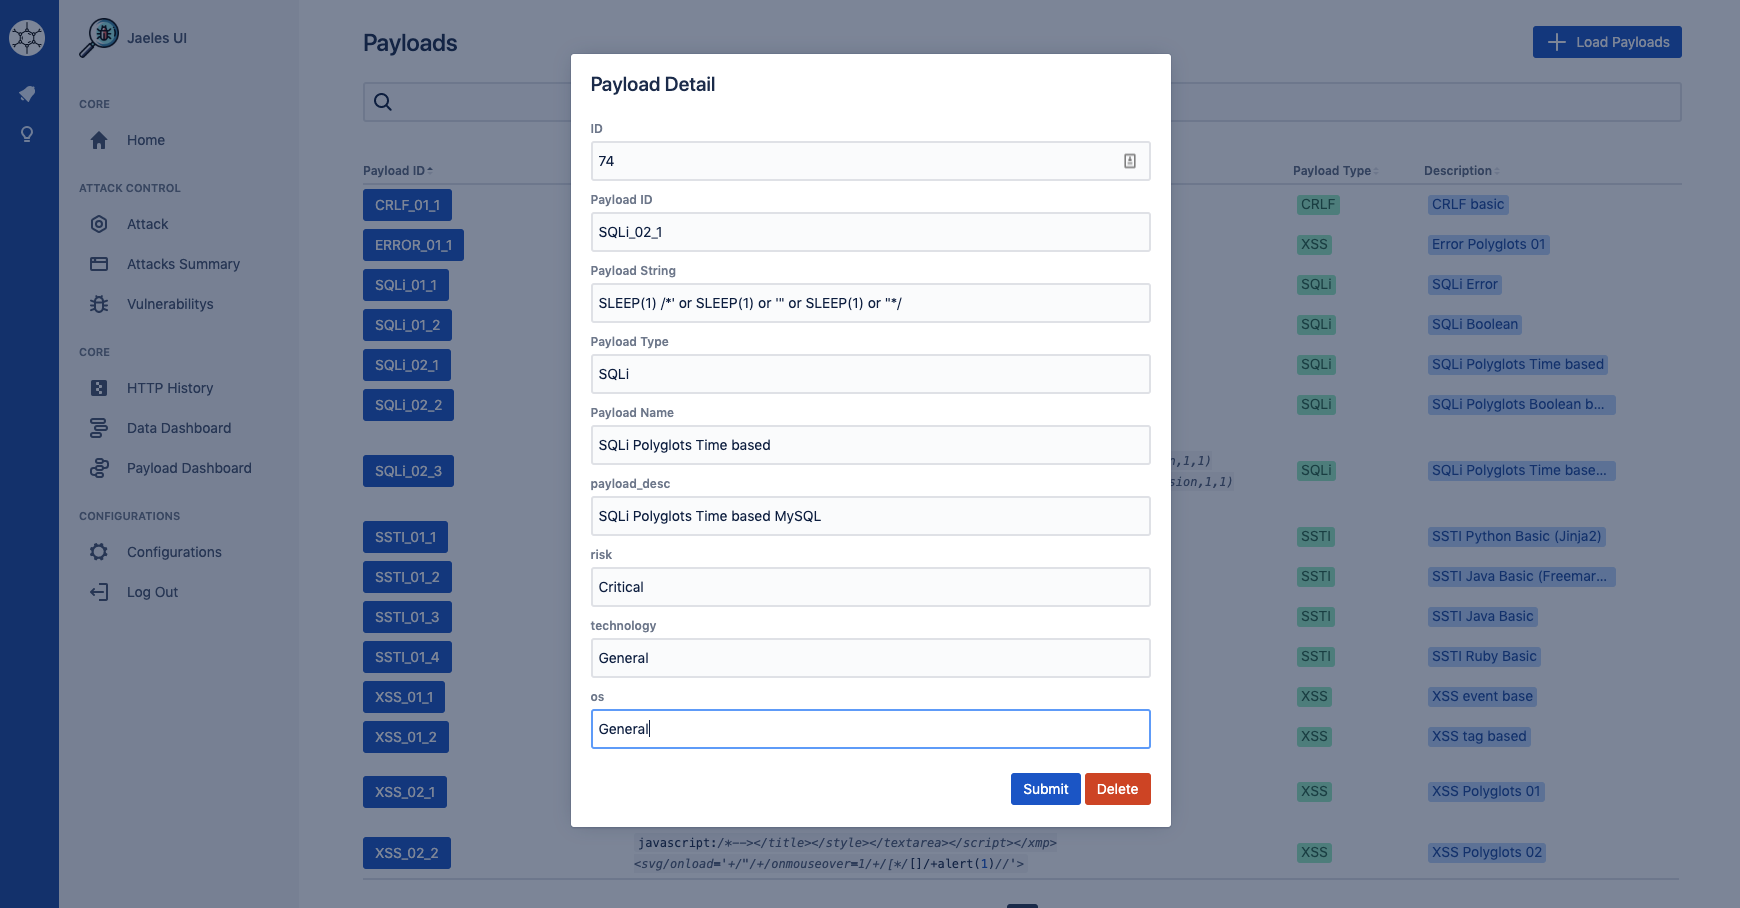 Jaeles UI
CORE
Home
ATTACK CONTROL
Attack
Attacks Summary
Vulnerabilitys
CORE
HTTP History
Data Dashboard
Payload Dashboard
CONFIGURATIONS
Configurations
Log Out
Payloads
Load Payloads
Payload ID
Payload Type
Description
CRLF_01_1
CRLF
CRLF basic
ERROR_01_1
XSS
Error Polyglots 01
SQLi_01_1
SQLi
SQLi Error
SQLi_01_2
SQLi
SQLi Boolean
SQLi_02_1
SQLi
SQLi Polyglots Time based
SQLi_02_2
SQLi
SQLi Polyglots Boolean b...
SQLi_02_3
n,1,1)
sion,1,1)
SQLi
SQLi Polyglots Time base...
SSTI_01_1
SSTI
SSTI Python Basic (Jinja2)
SSTI_01_2
SSTI
SSTI Java Basic (Freemar...
SSTI_01_3
SSTI
SSTI Java Basic
SSTI_01_4
SSTI
SSTI Ruby Basic
XSS_01_1
XSS
XSS event base
XSS_01_2
XSS
XSS tag based
XSS_02_1
XSS
XSS Polyglots 01
XSS_02_2
javascript:/*--></title></style></textarea></script></xmp>
<svg/onload='+/"/+/onmouseover=1/+/[*/[]/+alert(1)//'>
XSS
XSS Polyglots 02
Payload Detail
ID
74
Payload ID
SQLi_02_1
Payload String
SLEEP(1) /*' or SLEEP(1) or '" or SLEEP(1) or "*/
Payload Type
SQLi
Payload Name
SQLi Polyglots Time based
payload_desc
SQLi Polyglots Time based MySQL
risk
Critical
technology
General
os
General
Submit
Delete